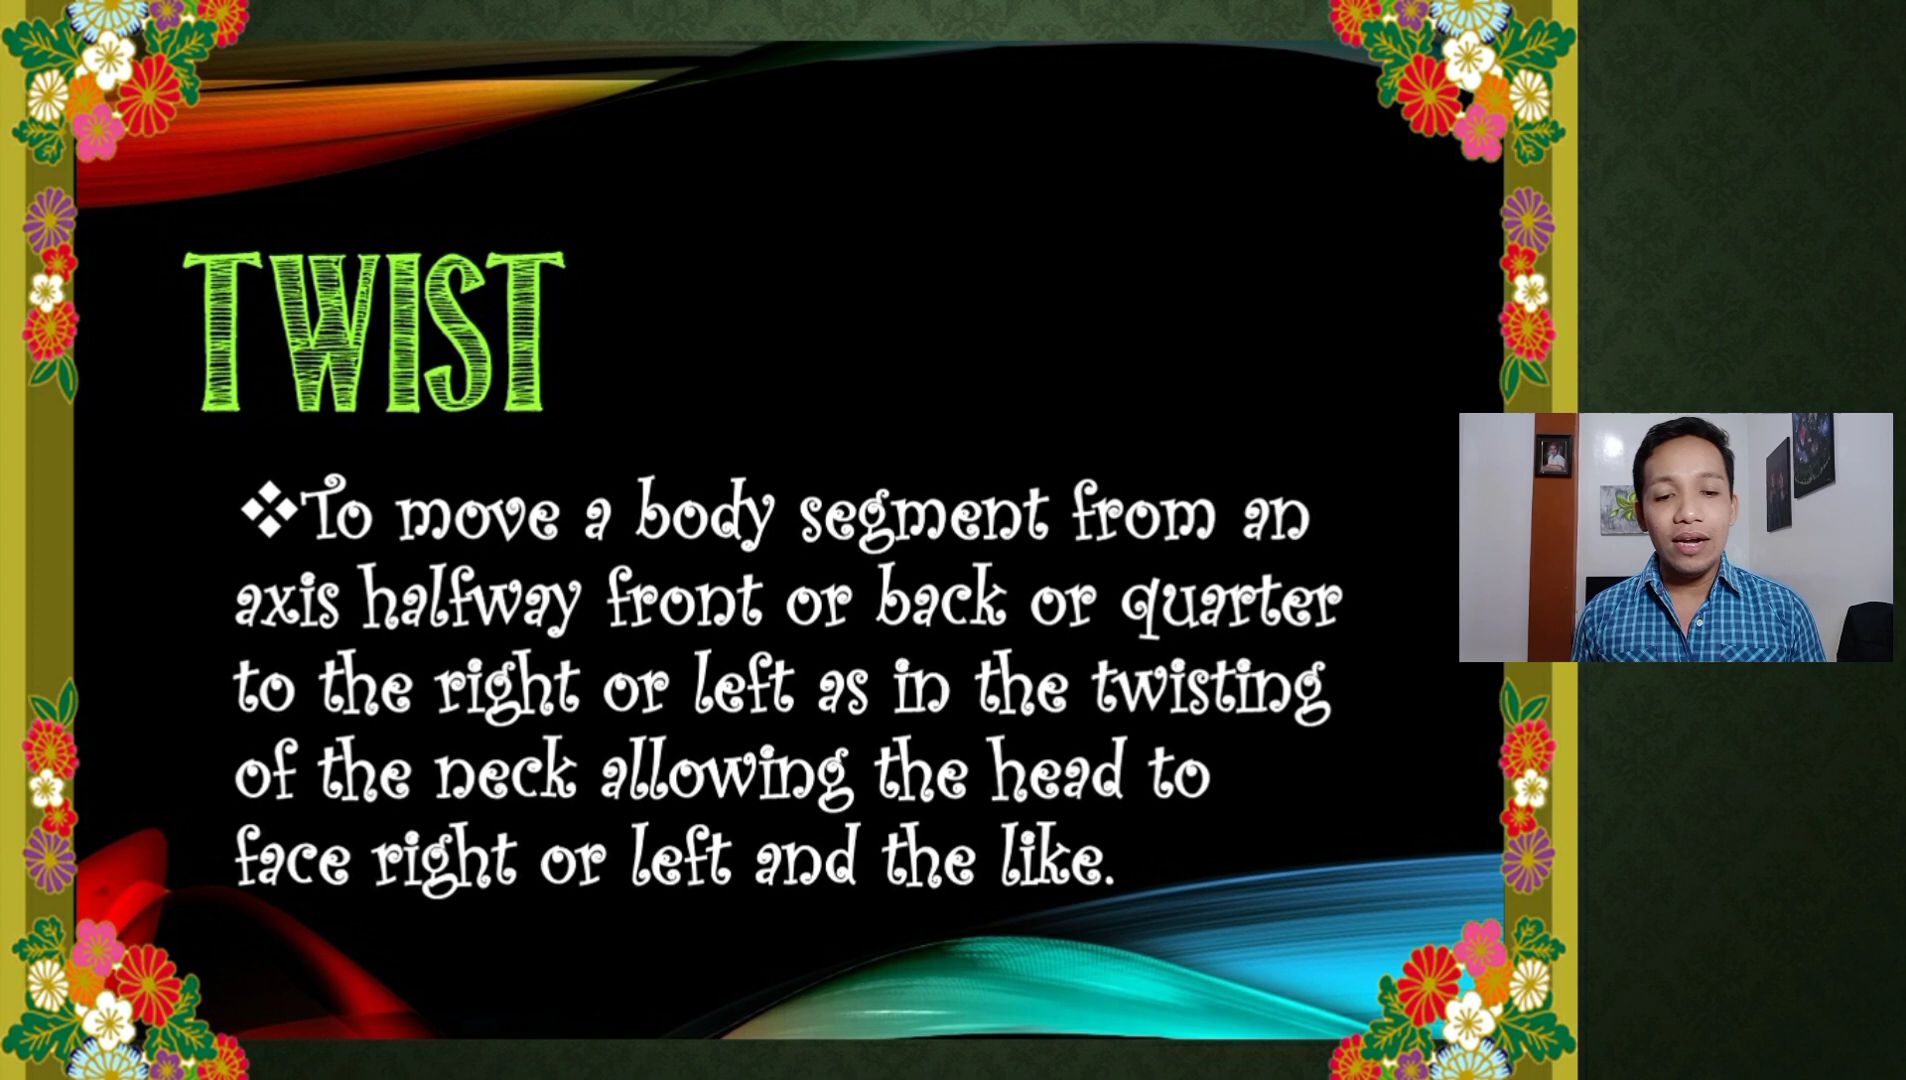 TWIST
❖To move a body segment from an
axis halfway front or back or quarter
to the right or left as in the twisting
of the neck allowing the head to
face right or left and the like.